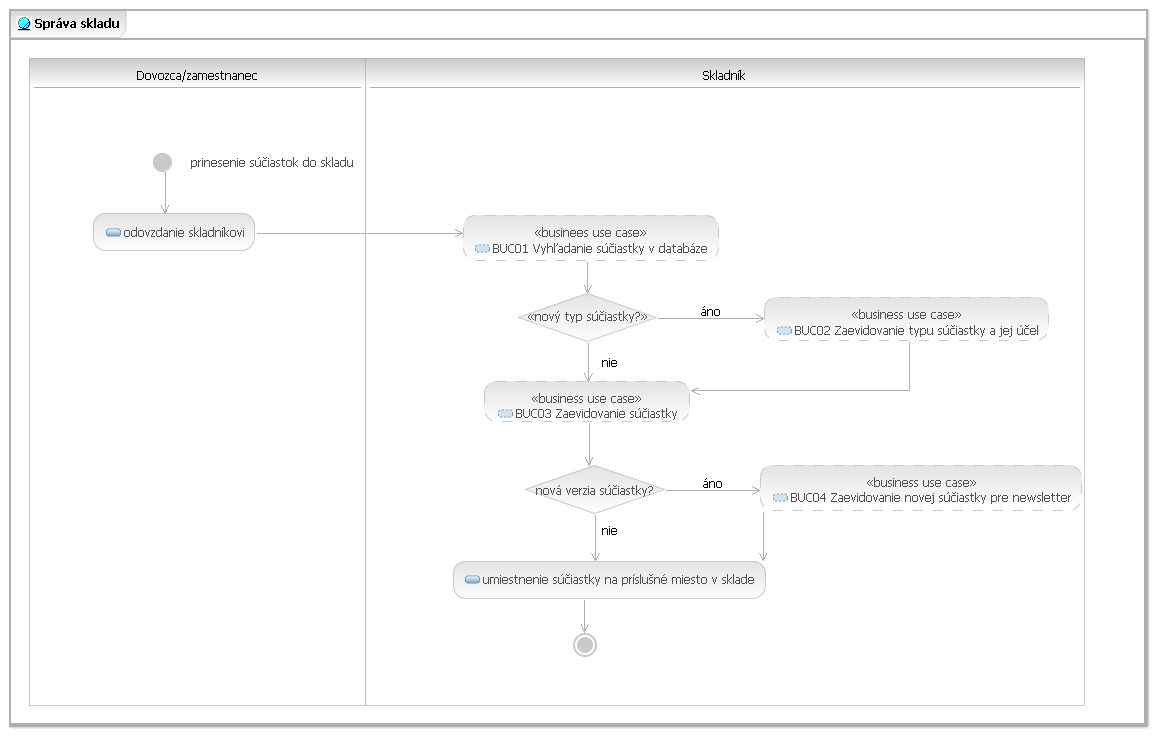 Správa skladu
Dovozca/zamestnanec
Skladník
prinesenie súčiastok do skladu
odovzdanie skladníkovi
«businees use case»
BUC01 Vyhľadanie súčiastky v databáze
«nový typ súčiastky?»
áno
«business use case»
BUC02 Zaevidovanie typu súčiastky a jej účel
nie
«business use case»
BUC03 Zaevidovanie súčiastky
nová verzia súčiastky?
áno
«business use case»
BUC04 Zaevidovanie novej súčiastky pre newsletter
nie
umiestnenie súčiastky na príslušné miesto v sklade